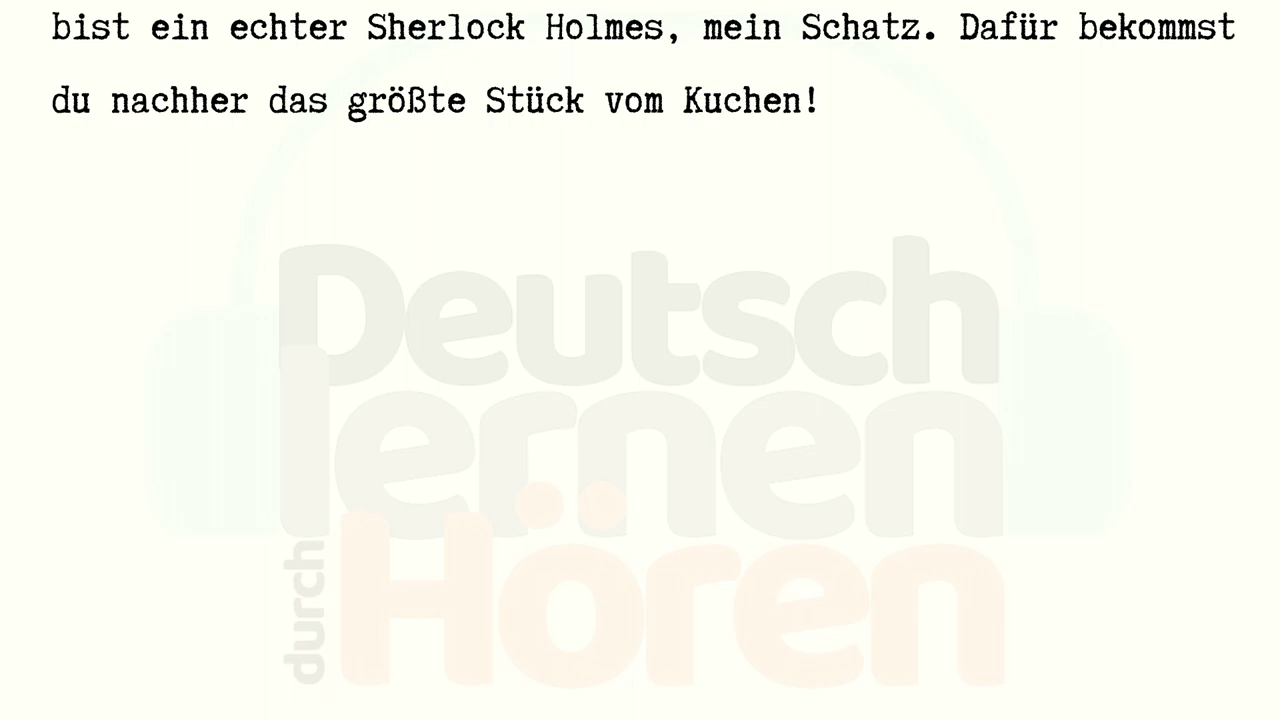 bist ein echter Sherlock Holmes, mein Schatz. Dafür bekommst
du nachher das größte Stück vom Kuchen!
Deutsch
lernen
durch Hören